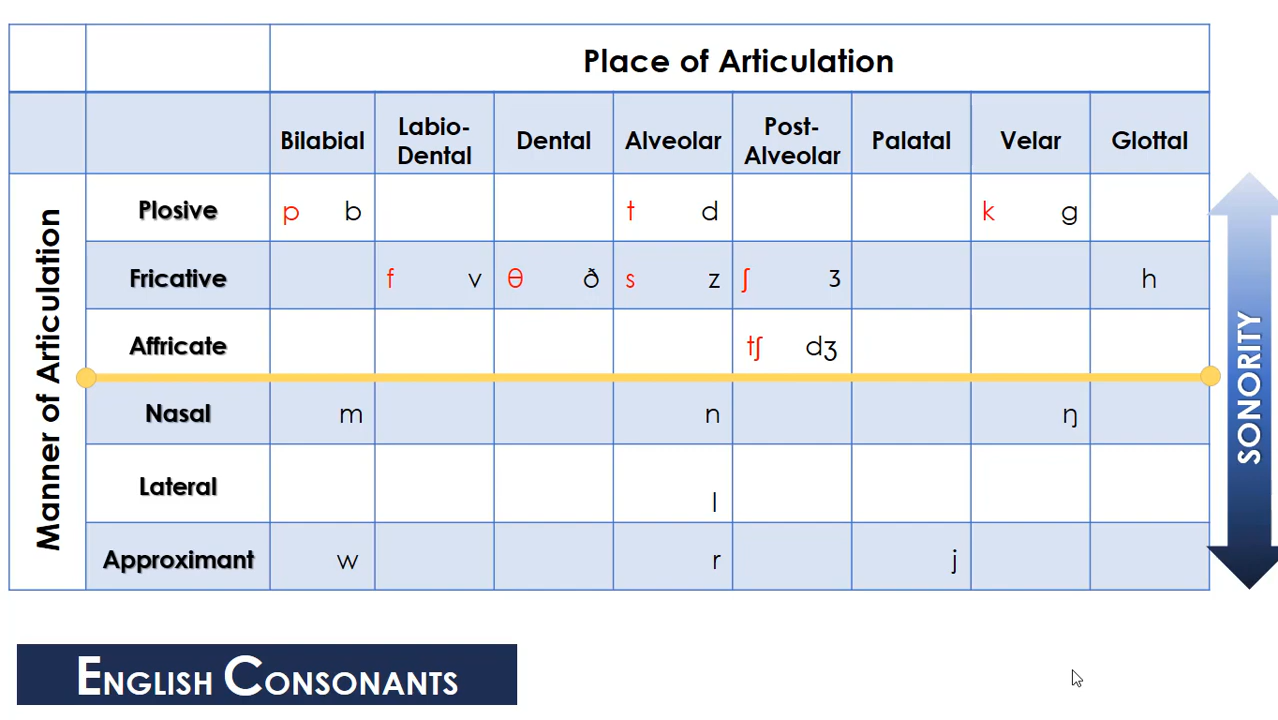 Place of Articulation
Bilabial Labio-Dental Dental Alveolar Post-Alveolar Palatal Velar Glottal
Manner of Articulation
Plosive p b t d k g
Fricative f v θ ð s z ʃ ʒ h
Affricate tʃ dʒ
Nasal m n ŋ
Lateral l
Approximant w r j
SONORITY
ENGLISH CONSONANTS